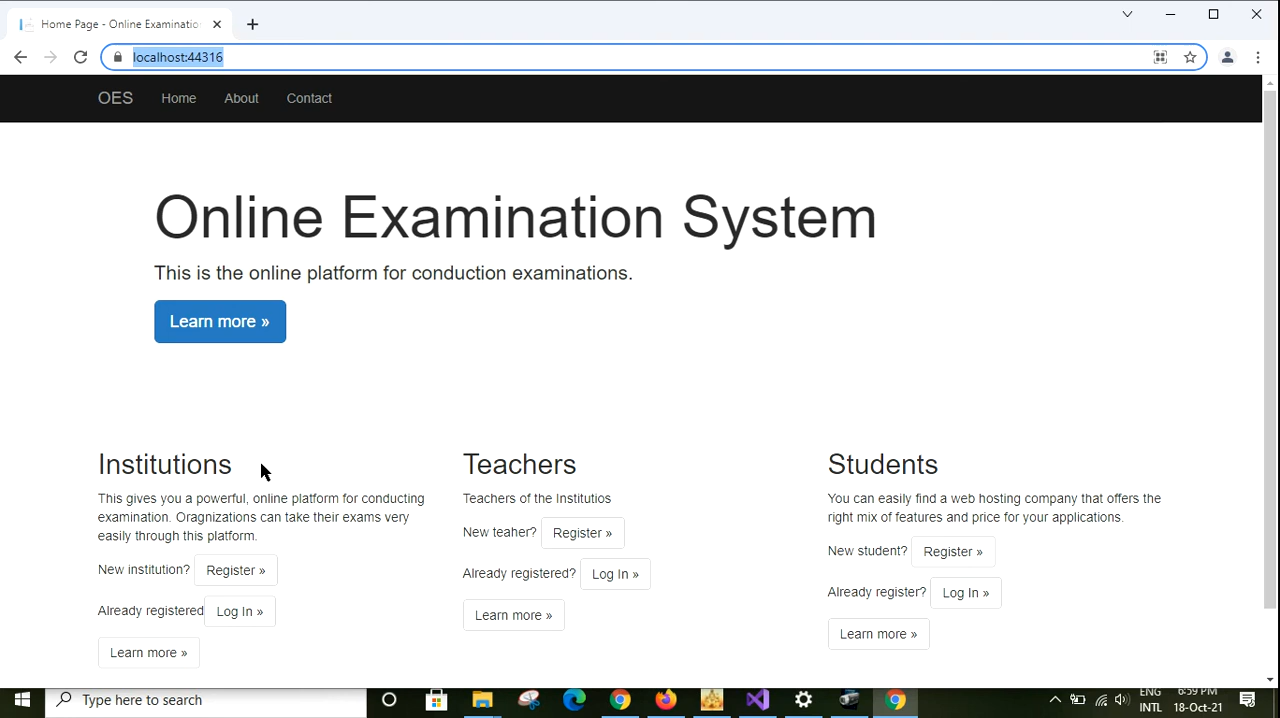 Home Page - Online Examinatio
localhost:44316
OES Home About Contact
Online Examination System
This is the online platform for conduction examinations.
Learn more »
Institutions
This gives you a powerful, online platform for conducting
examination. Oragnizations can take their exams very
easily through this platform.
New institution? Register »
Already registered Log In »
Learn more »
Teachers
Teachers of the Institutios
New teaher? Register »
Already registered? Log In »
Learn more »
Students
You can easily find a web hosting company that offers the
right mix of features and price for your applications.
New student? Register »
Already register? Log In »
Learn more »
Type here to search
ENG
INTL
6:59 PM
18-Oct-21